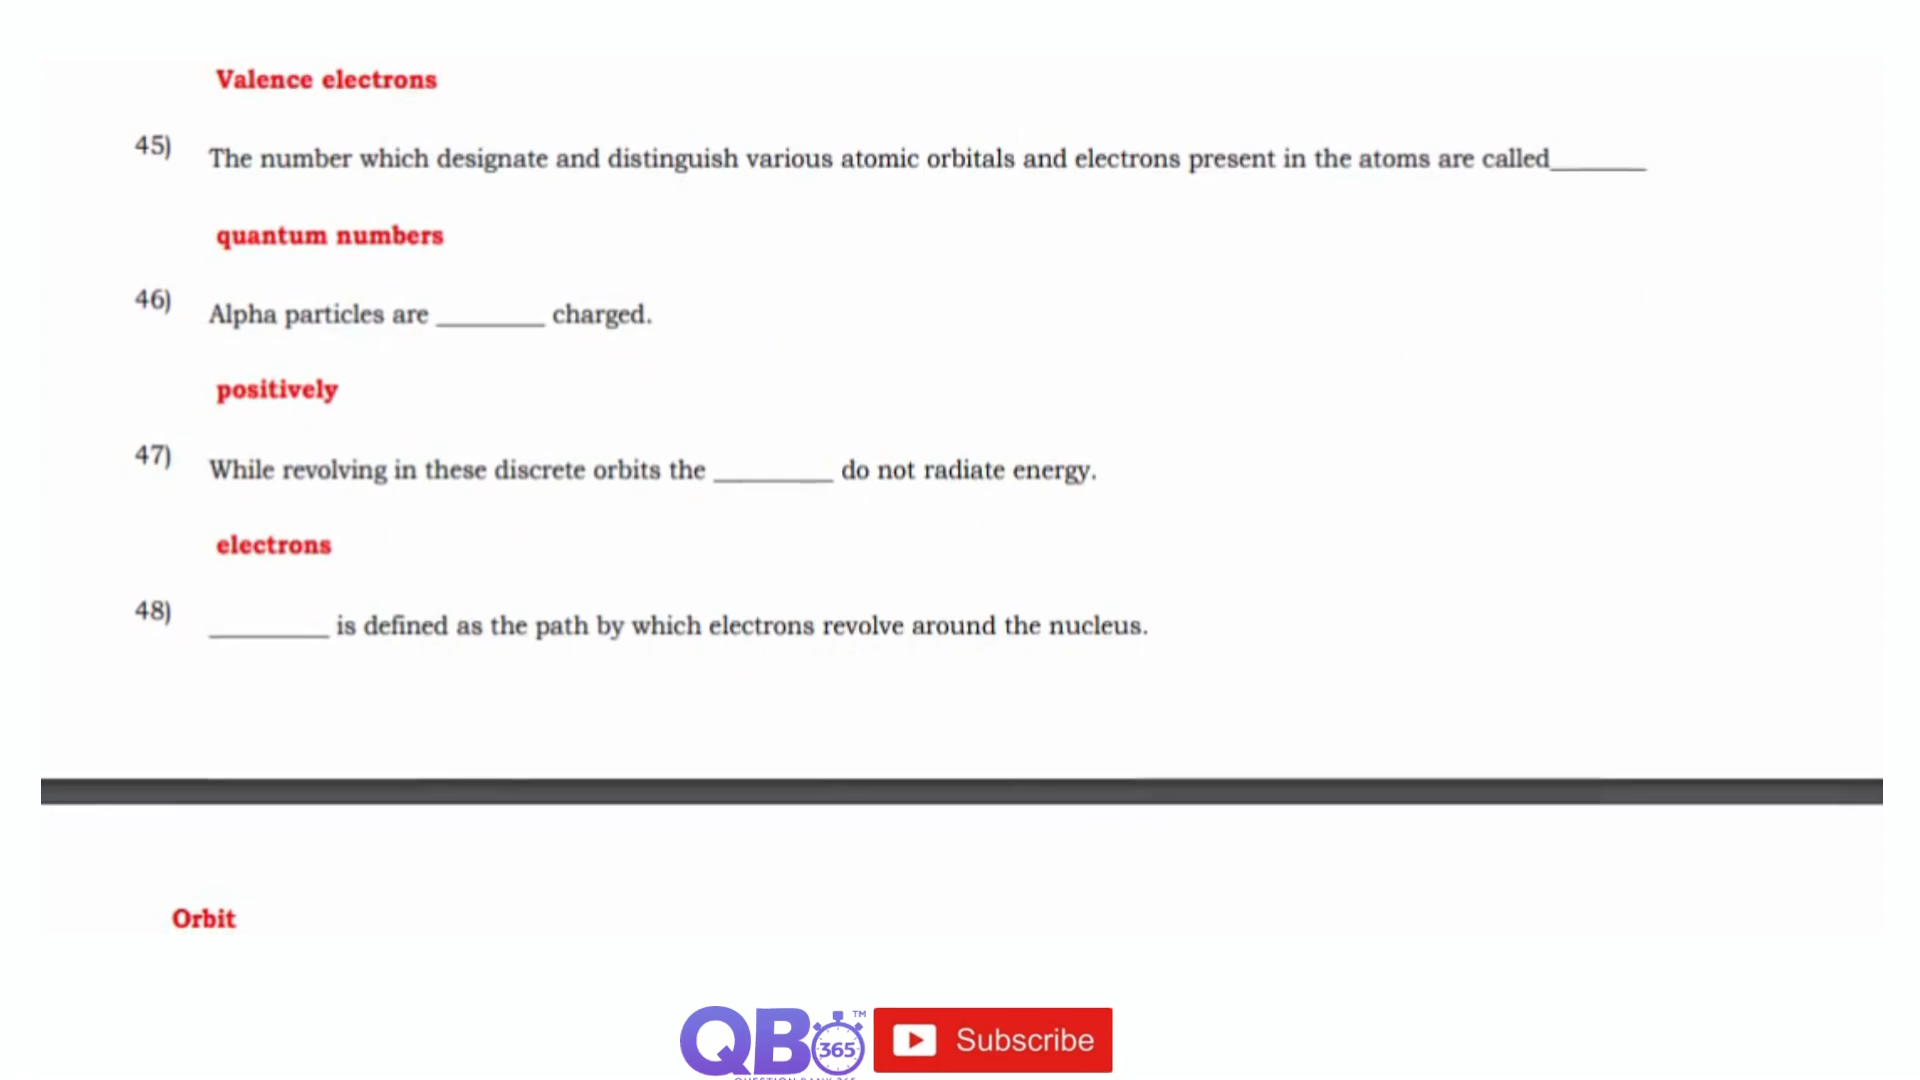 Valence electrons
45) The number which designate and distinguish various atomic orbitals and electrons present in the atoms are called_______
quantum numbers
46) Alpha particles are ________ charged.
positively
47) While revolving in these discrete orbits the _________ do not radiate energy.
electrons
48) _________ is defined as the path by which electrons revolve around the nucleus.
Orbit
QB 365 ™ Subscribe
QUESTION BANK 365